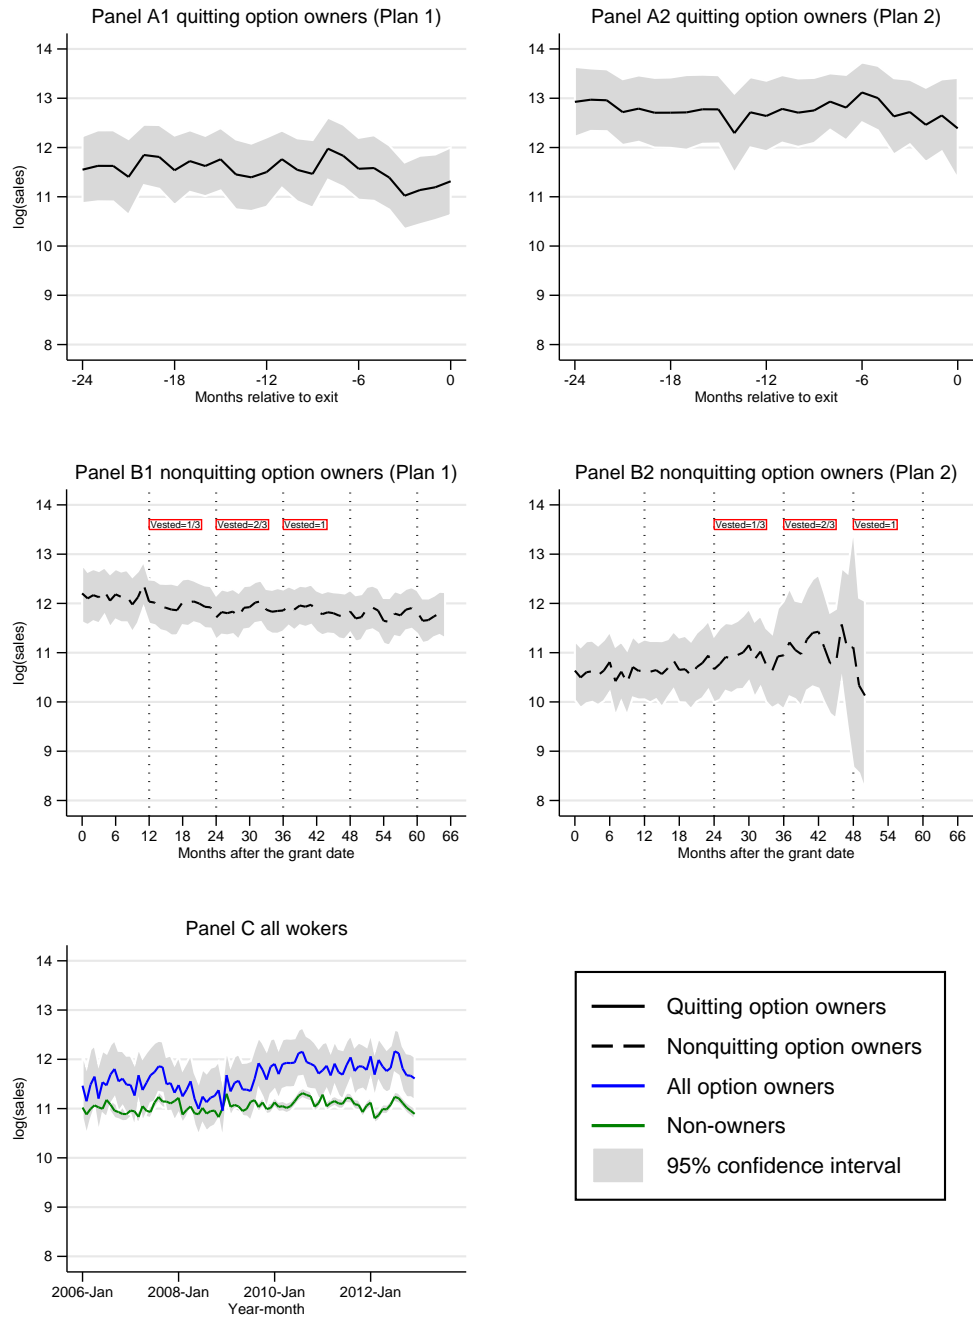 Panel A1 quitting option owners (Plan 1)
14
13
12
11
10
9
8
log(sales)
-24 -18 -12 -6 0
Months relative to exit
Panel A2 quitting option owners (Plan 2)
14
13
12
11
10
9
8
-24 -18 -12 -6 0
Months relative to exit
Panel B1 nonquitting option owners (Plan 1)
14
13
12
11
10
9
8
log(sales)
Vested=1/3 Vested=2/3 Vested=1
0 6 12 18 24 30 36 42 48 54 60 66
Months after the grant date
Panel B2 nonquitting option owners (Plan 2)
14
13
12
11
10
9
8
Vested=1/3 Vested=2/3 Vested=1
0 6 12 18 24 30 36 42 48 54 60 66
Months after the grant date
Panel C all wokers
14
13
12
11
10
9
8
log(sales)
2006-Jan 2008-Jan 2010-Jan 2012-Jan
Year-month
Quitting option owners
Nonquitting option owners
All option owners
Non-owners
95% confidence interval